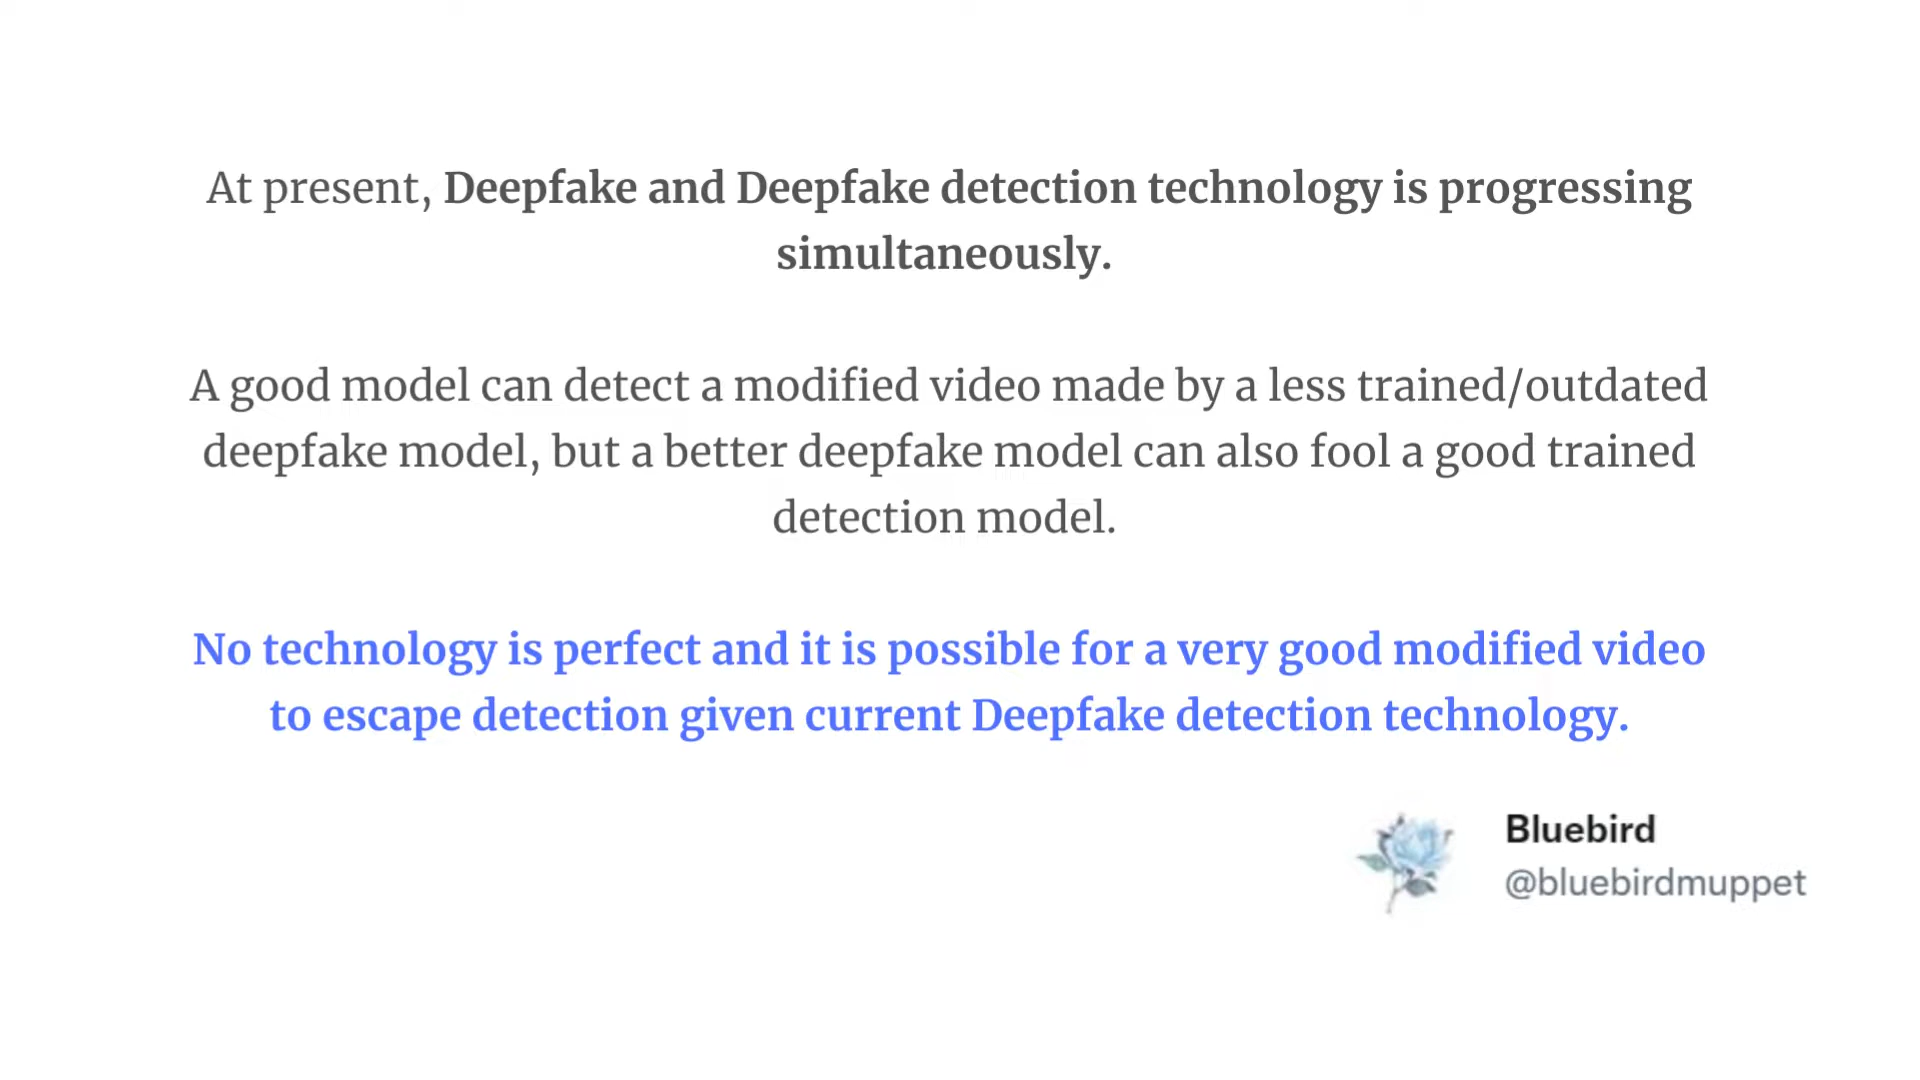 At present, Deepfake and Deepfake detection technology is progressing
simultaneously.
A good model can detect a modified video made by a less trained/outdated
deepfake model, but a better deepfake model can also fool a good trained
detection model.
No technology is perfect and it is possible for a very good modified video
to escape detection given current Deepfake detection technology.
Bluebird
@bluebirdmuppet